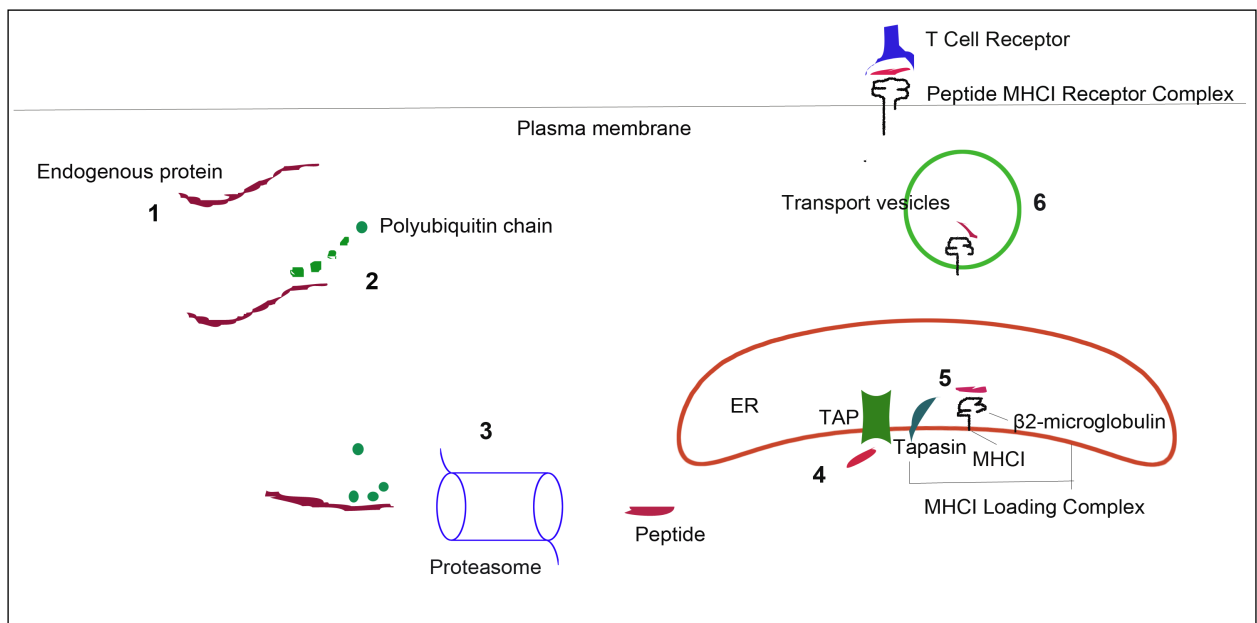 T Cell Receptor
Peptide MHCI Receptor Complex
Plasma membrane
Endogenous protein
1
Transport vesicles
6
Polyubiquitin chain
2
5
ER
TAP
β2-microglobulin
Tapasin
MHCI
4
MHCI Loading Complex
3
Peptide
Proteasome